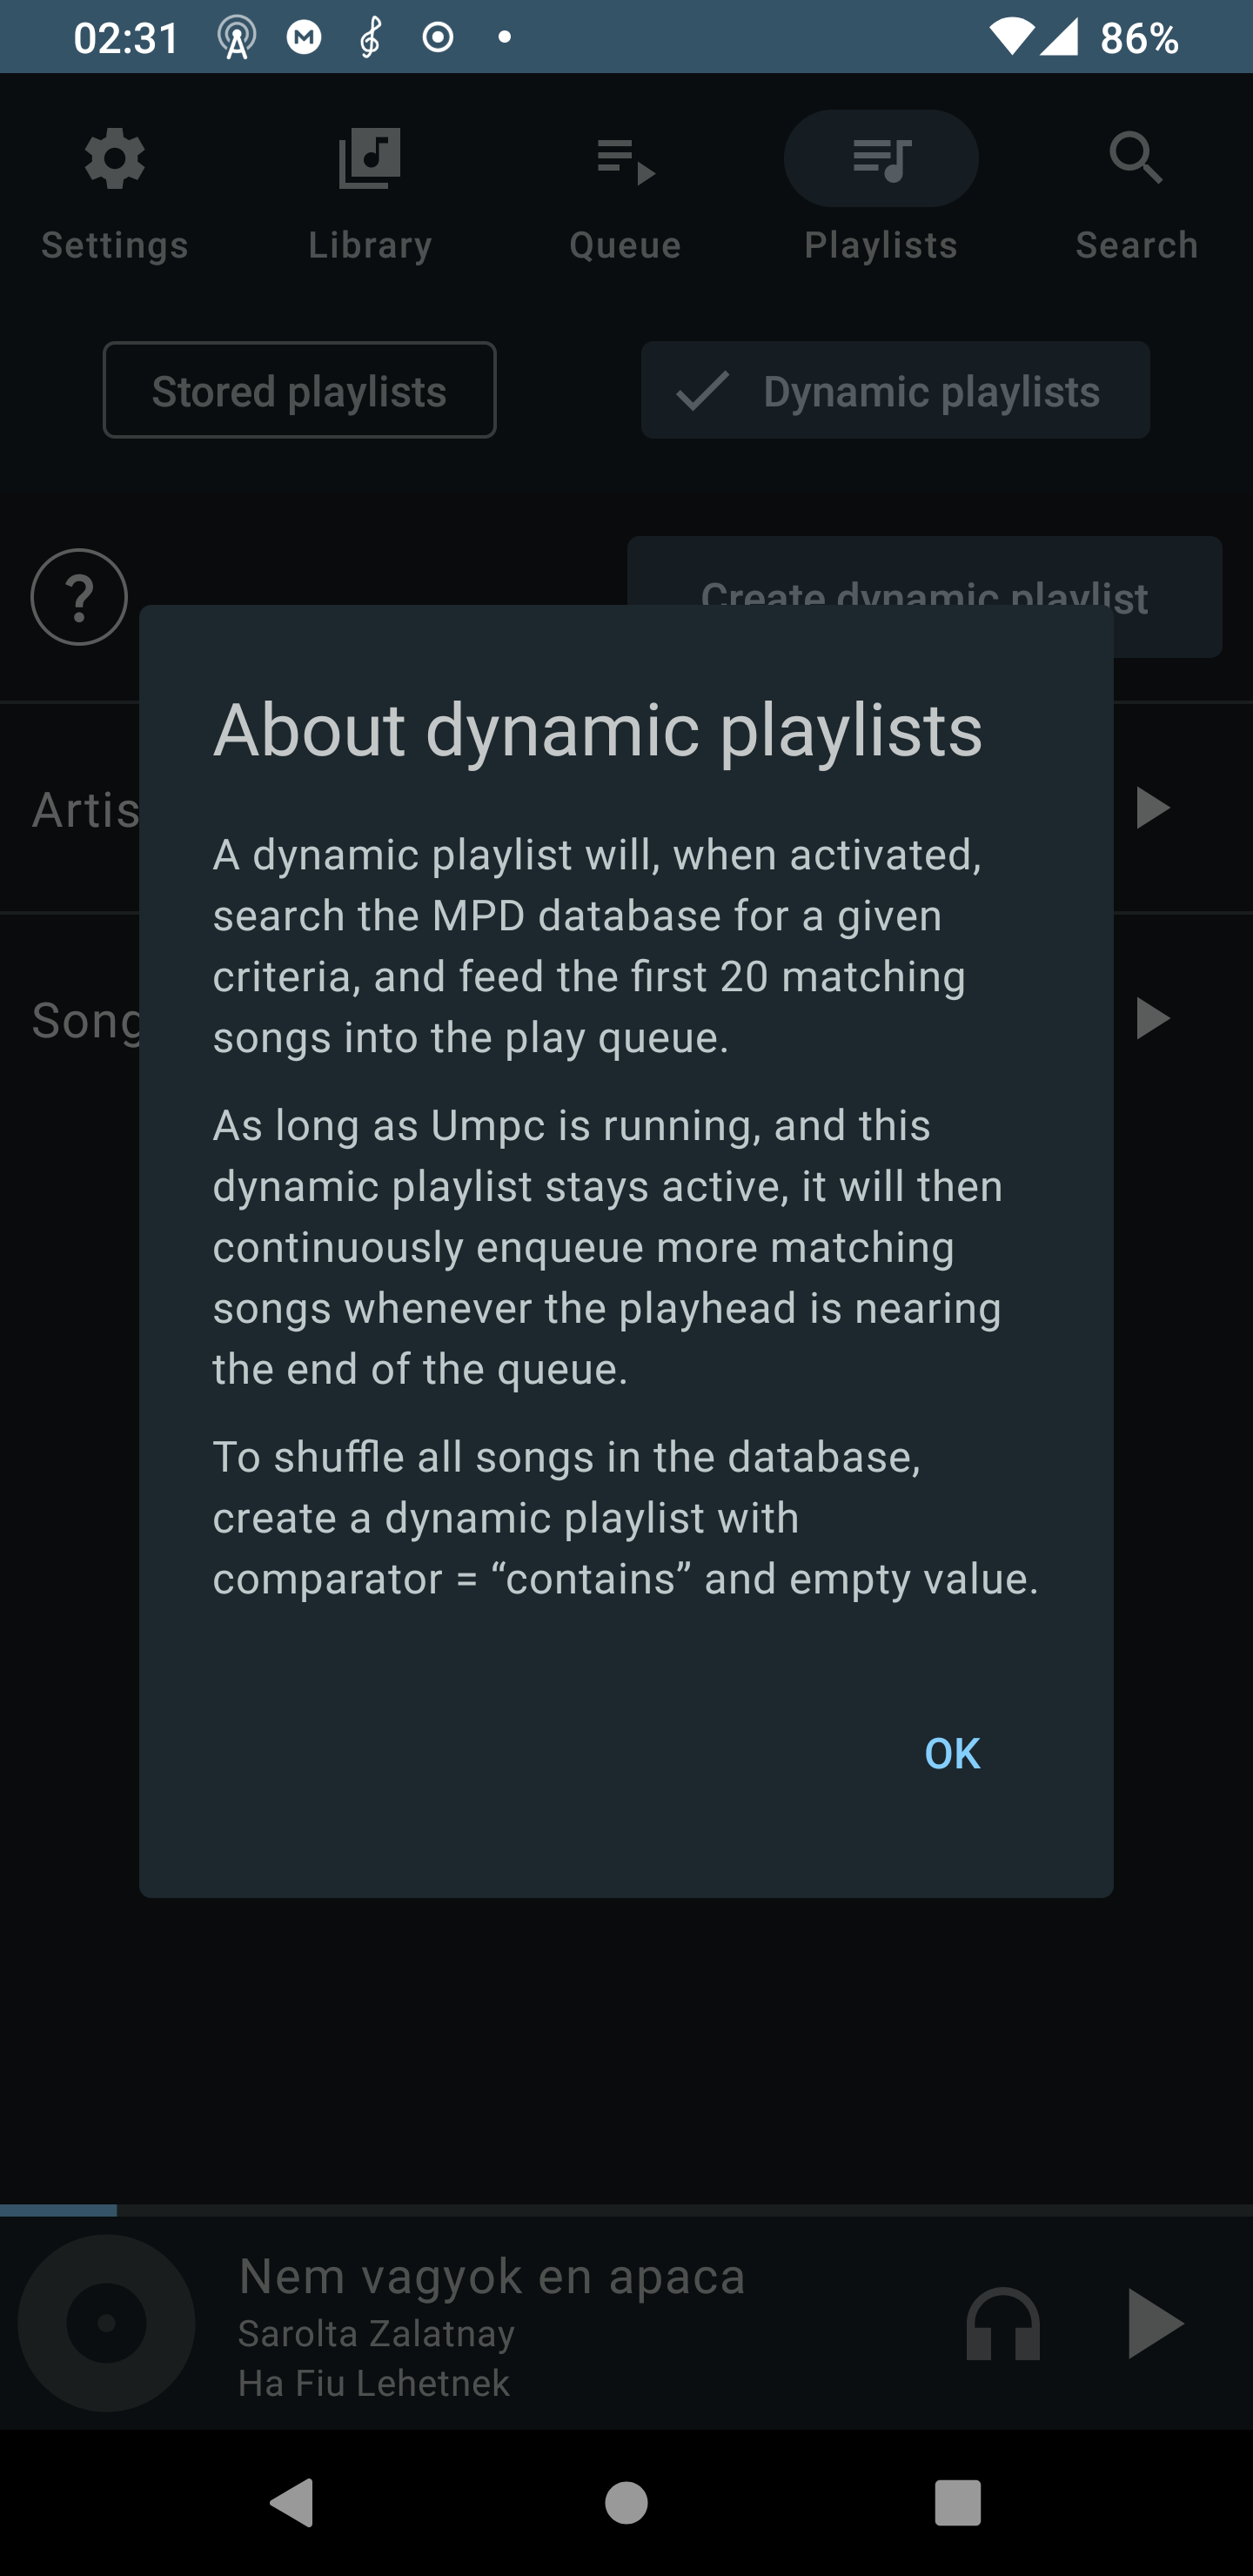 02:31
86%
Settings
Library
Queue
Playlists
Search
Stored playlists
Dynamic playlists
?
Create dynamic playlist
About dynamic playlists
A dynamic playlist will, when activated,
search the MPD database for a given
criteria, and feed the first 20 matching
songs into the play queue.
As long as Umpc is running, and this
dynamic playlist stays active, it will then
continuously enqueue more matching
songs whenever the playhead is nearing
the end of the queue.
To shuffle all songs in the database,
create a dynamic playlist with
comparator = “contains” and empty value.
OK
Artis
Song
Nem vagyok en apaca
Sarolta Zalatnay
Ha Fiu Lehetnek